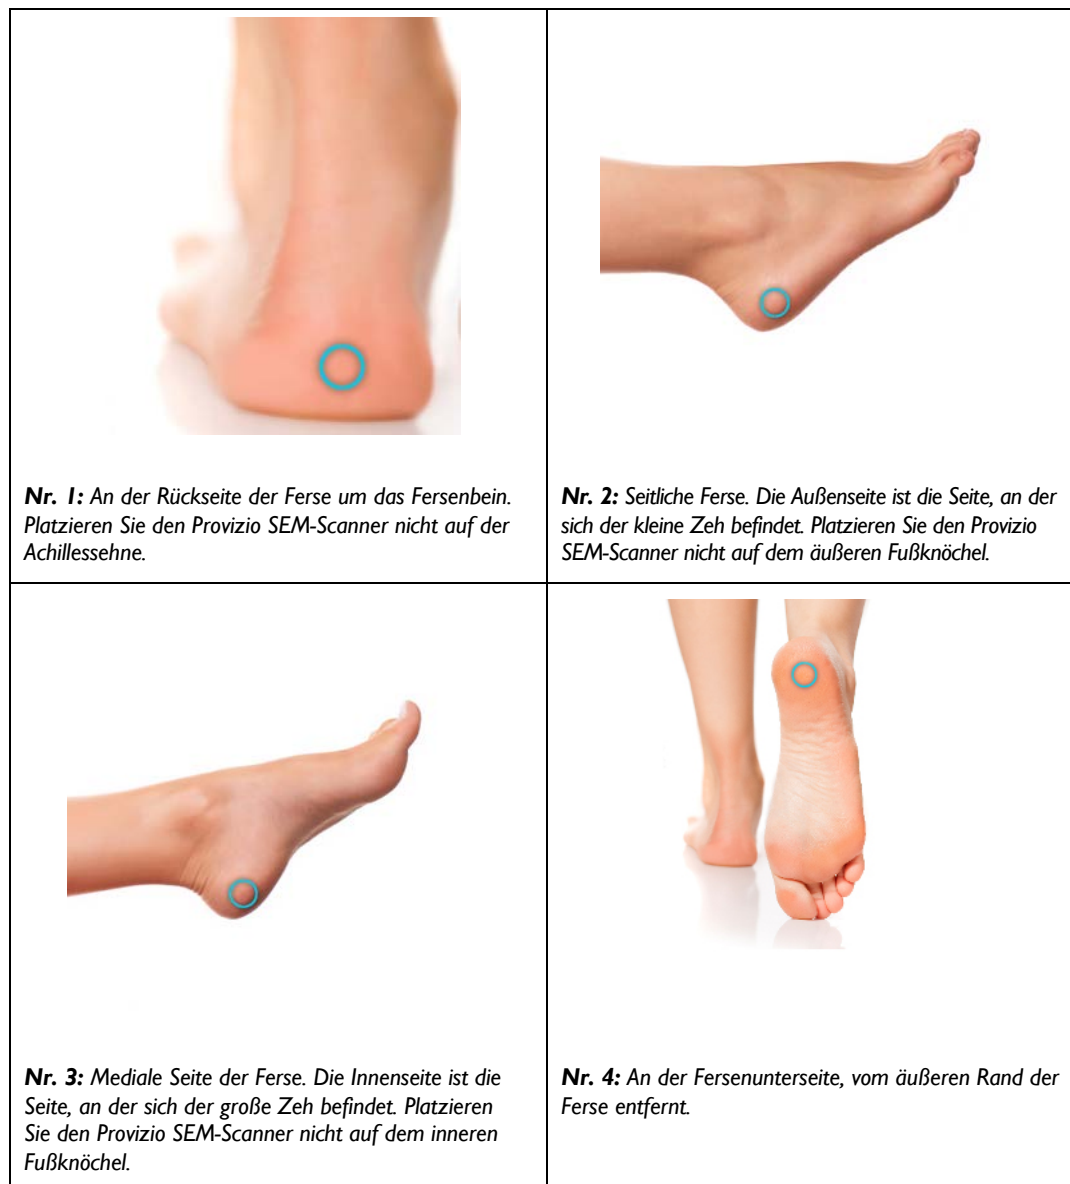 Nr. 1: An der Rückseite der Ferse um das Fersenbein.
Platzieren Sie den Provizio SEM-Scanner nicht auf der
Achillessehne.
Nr. 2: Seitliche Ferse. Die Außenseite ist die Seite, an der
sich der kleine Zeh befindet. Platzieren Sie den Provizio
SEM-Scanner nicht auf dem äußeren Fußknöchel.
Nr. 3: Mediale Seite der Ferse. Die Innenseite ist die
Seite, an der sich der große Zeh befindet. Platzieren
Sie den Provizio SEM-Scanner nicht auf dem inneren
Fußknöchel.
Nr. 4: An der Fersenunterseite, vom äußeren Rand der
Ferse entfernt.